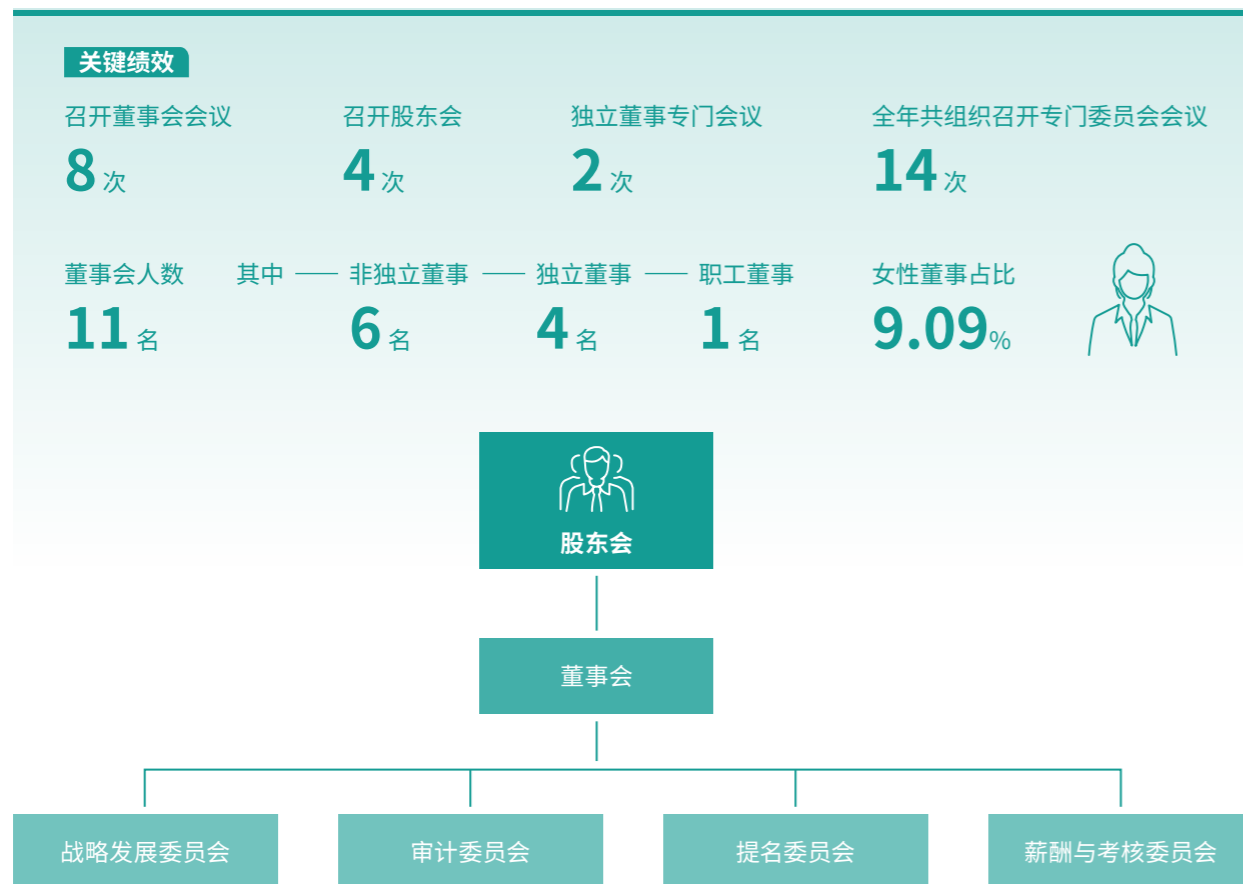 关键绩效
召开董事会会议 召开股东会 独立董事专门会议 全年共组织召开专门委员会会议
8 次 4 次 2 次 14 次
董事会人数 其中 非独立董事 独立董事 职工董事 女性董事占比
11 名 6 名 4 名 1 名 9.09%
股东会
董事会
战略发展委员会 审计委员会 提名委员会 薪酬与考核委员会